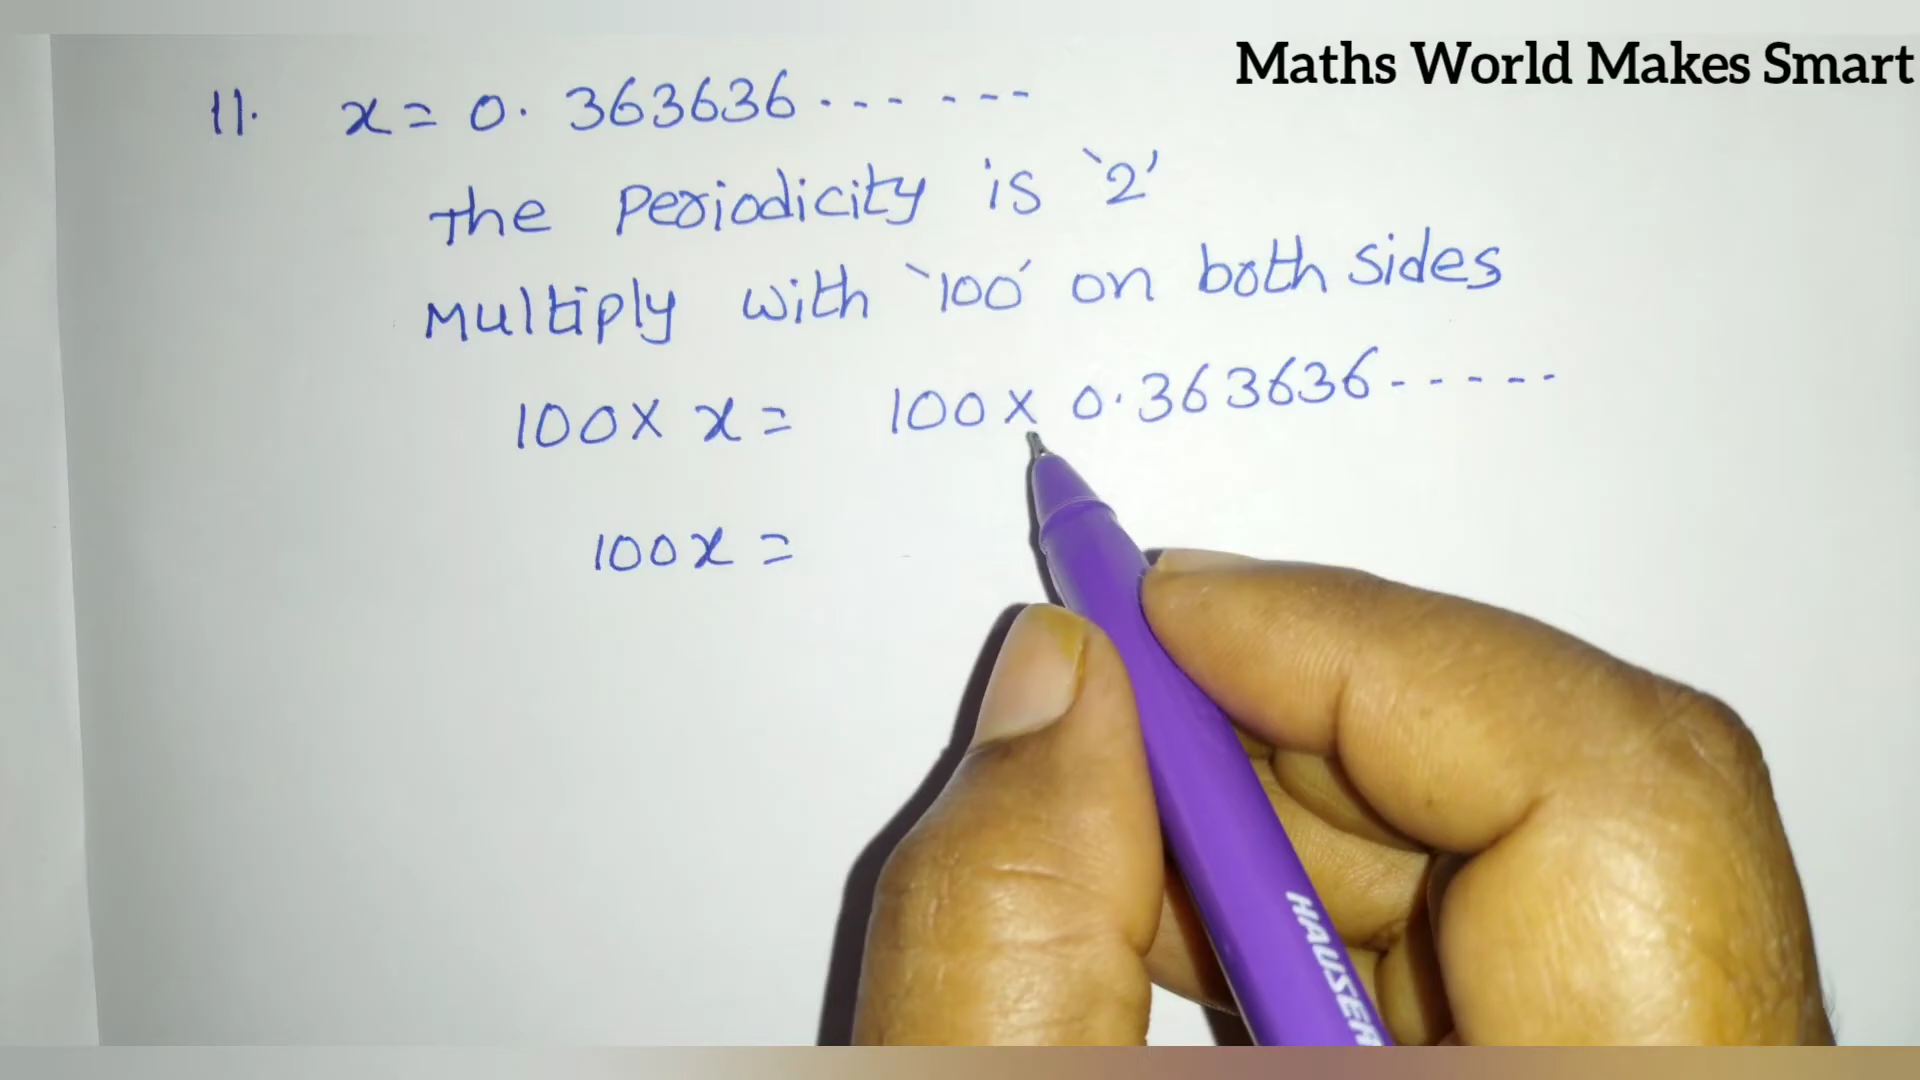 Maths World Makes Smart
11. x = 0. 363636 ... ---
The Periodicity is '2'
Multiply with '100' on both sides
100 × x = 100 × 0.363636 -----
100x =
HAUSER